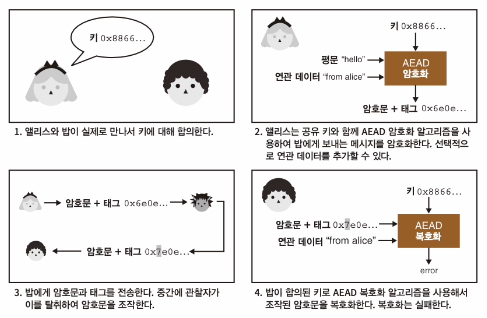 키 0x8866...
1. 앨리스와 밥이 실제로 만나서 키에 대해 합의한다.
키 0x8866...
평문 "hello"
연관 데이터 "from alice"
AEAD
암호화
암호문 + 태그 0x6e0e...
2. 앨리스는 공유 키와 함께 AEAD 암호화 알고리즘을 사
용하여 밥에게 보내는 메시지를 암호화한다. 선택적으
로 연관 데이터를 추가할 수 있다.
암호문 + 태그 0x6e0e...
암호문 + 태그 0x7e0e...
3. 밥에게 암호문과 태그를 전송한다. 중간에 관찰자가
이를 탈취하여 암호문을 조작한다.
키 0x8866...
암호문 + 태그 0x7e0e...
연관 데이터 "from alice"
AEAD
복호화
error
4. 밥이 합의된 키로 AEAD 복호화 알고리즘을 사용해서
조작된 암호문을 복호화한다. 복호화는 실패한다.